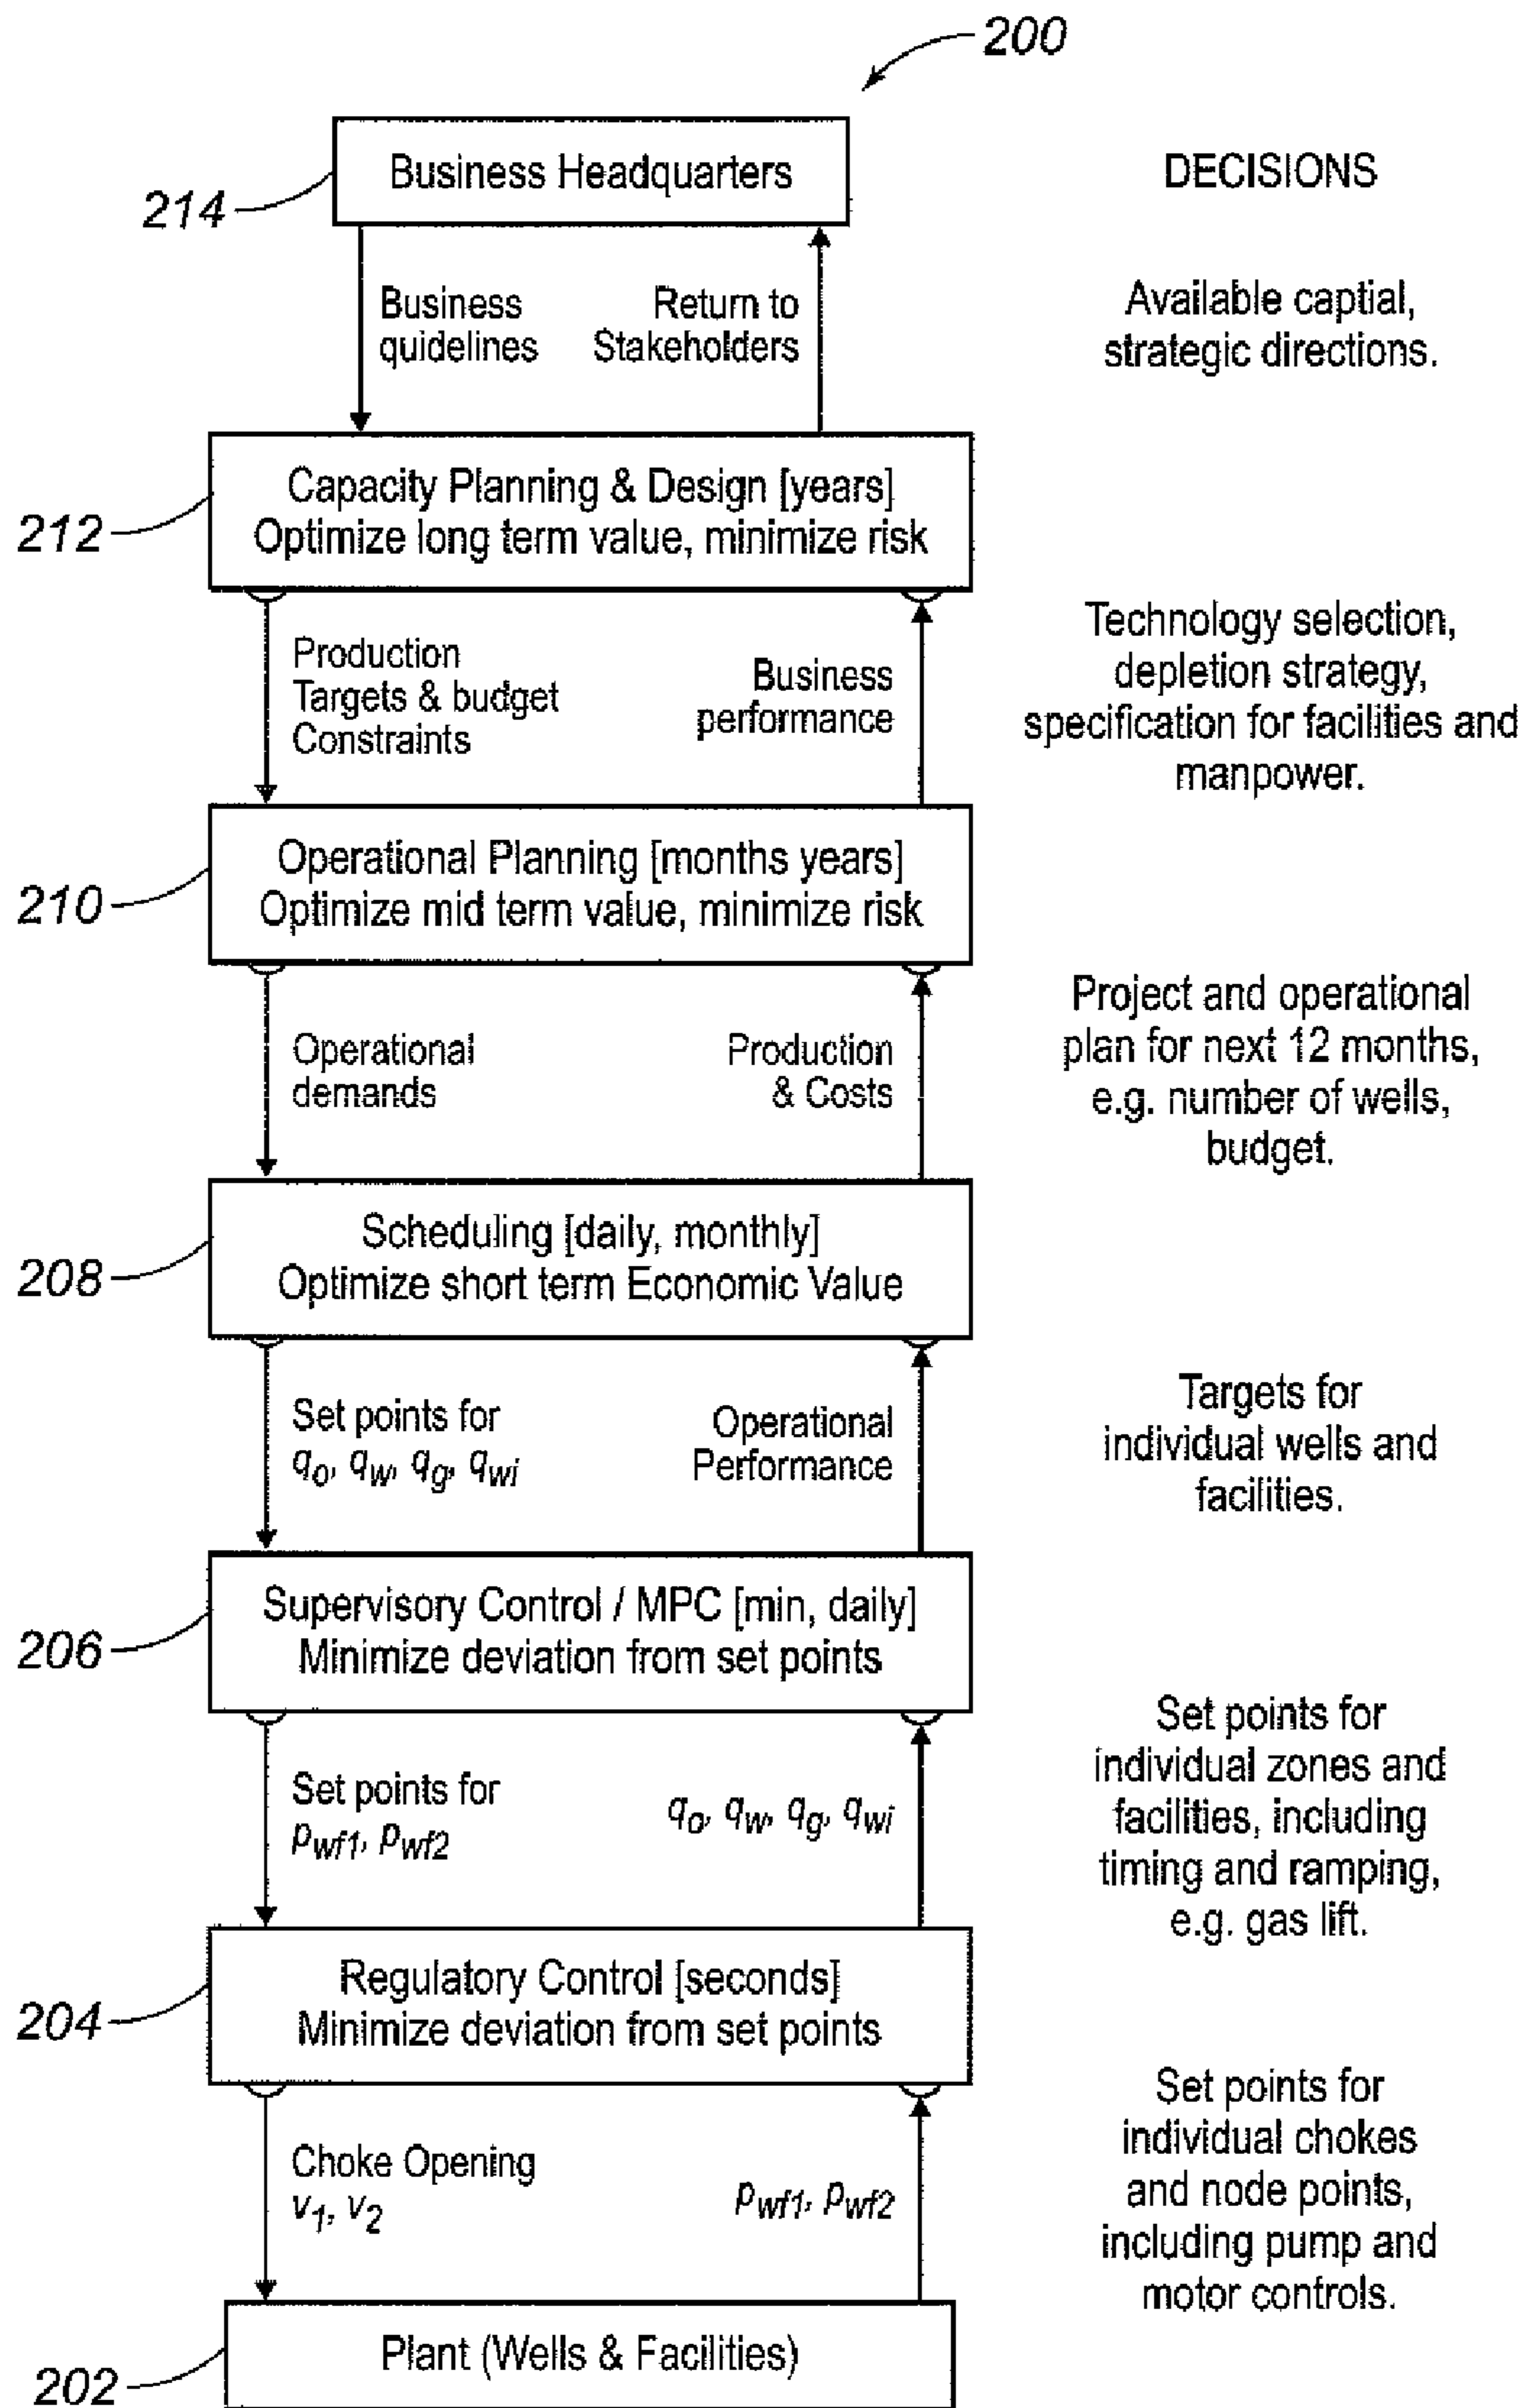 200
Business Headquarters
214
DECISIONS
Business
quidelines
Return to
Stakeholders
Available captial,
strategic directions.
Capacity Planning & Design [years]
Optimize long term value, minimize risk
212
Production
Targets & budget
Constraints
Business
performance
Technology selection,
depletion strategy,
specification for facilities and
manpower.
Operational Planning [months years]
Optimize mid term value, minimize risk
210
Operational
demands
Production
& Costs
Project and operational
plan for next 12 months,
e.g. number of wells,
budget.
Scheduling [daily, monthly]
Optimize short term Economic Value
208
Set points for
qo, qw, qg, qwi
Operational
Performance
Targets for
individual wells and
facilities.
Supervisory Control / MPC [min, daily]
Minimize deviation from set points
206
Set points for
pwf1, pwf2
qo, qw, qg, qwi
Set points for
individual zones and
facilities, including
timing and ramping,
e.g. gas lift.
Regulatory Control [seconds]
Minimize deviation from set points
204
Choke Opening
v1, v2
pwf1, pwf2
Set points for
individual chokes
and node points,
including pump and
motor controls.
Plant (Wells & Facilities)
202